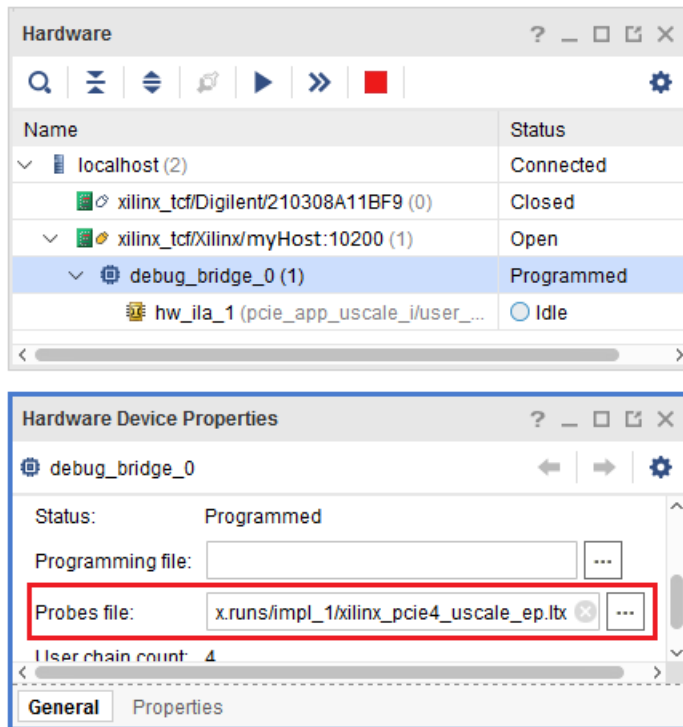 Hardware
Name Status
localhost (2) Connected
xilinx_tcf/Digilent/210308A11BF9 (0) Closed
xilinx_tcf/Xilinx/myHost:10200 (1) Open
debug_bridge_0 (1) Programmed
hw_ila_1 (pcie_app_uscale_i/user_... Idle
Hardware Device Properties
debug_bridge_0
Status: Programmed
Programming file: ...
Probes file: x.runs/impl_1/xilinx_pcie4_uscale_ep.ltx ...
User chain count: 4
General Properties